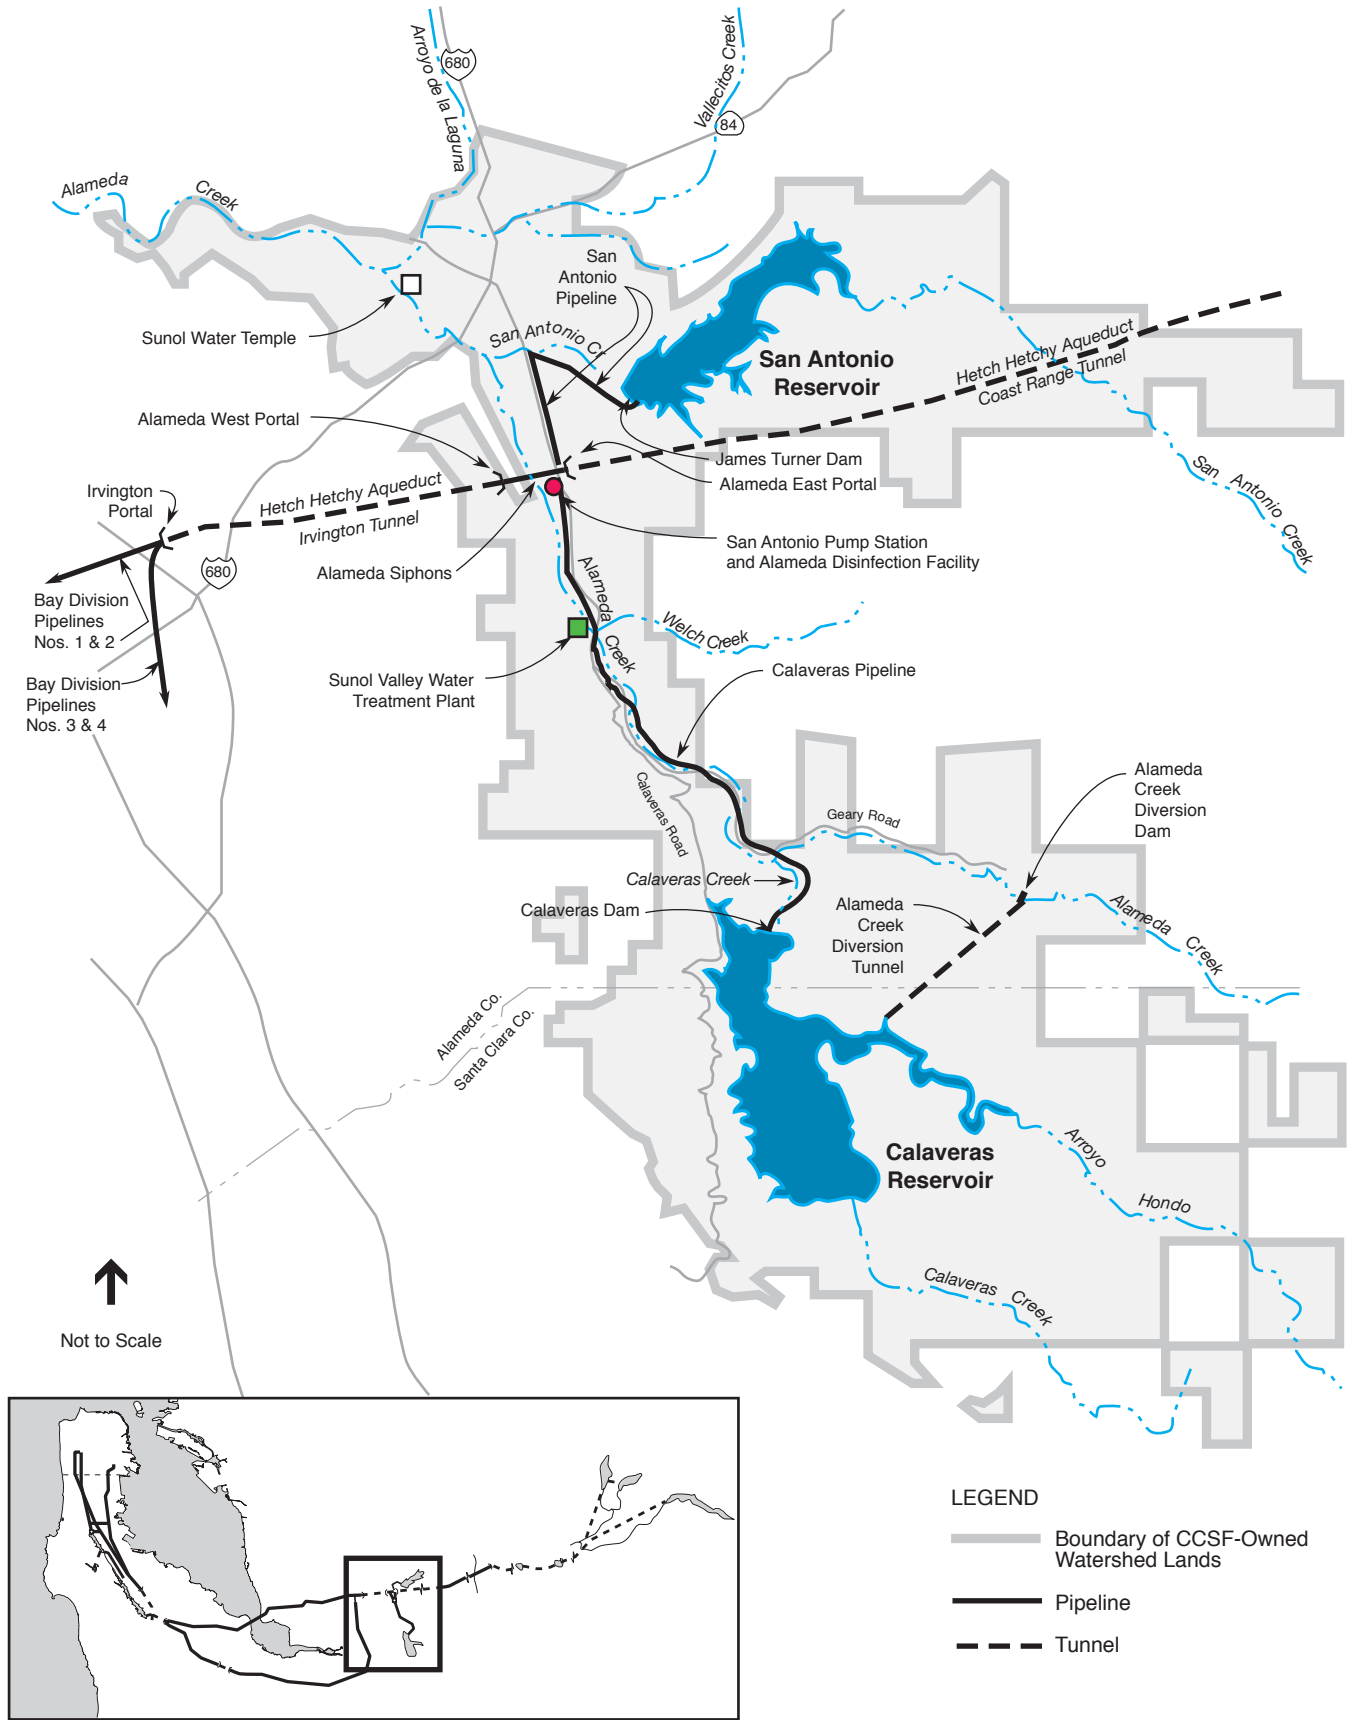 Arroyo de la Laguna
680
Vallecitos Creek
84
Alameda
Creek
San
Antonio
Pipeline
Sunol Water Temple
San Antonio Cr.
San Antonio
Reservoir
Hetch Hetchy Aqueduct
Coast Range Tunnel
Alameda West Portal
James Turner Dam
Alameda East Portal
San Antonio Creek
Irvington
Portal
Hetch Hetchy Aqueduct
Irvington Tunnel
680
Alameda Siphons
San Antonio Pump Station
and Alameda Disinfection Facility
Bay Division
Pipelines
Nos. 1 & 2
Alameda
Creek
Welch Creek
Sunol Valley Water
Treatment Plant
Calaveras Pipeline
Bay Division
Pipelines
Nos. 3 & 4
Calaveras Road
Geary Road
Alameda
Creek
Diversion
Dam
Calaveras Creek
Calaveras Dam
Alameda
Creek
Diversion
Tunnel
Alameda Creek
Alameda Co.
Santa Clara Co.
Calaveras
Reservoir
Arroyo
Hondo
Calaveras Creek
Not to Scale
LEGEND
Boundary of CCSF-Owned
Watershed Lands
Pipeline
Tunnel